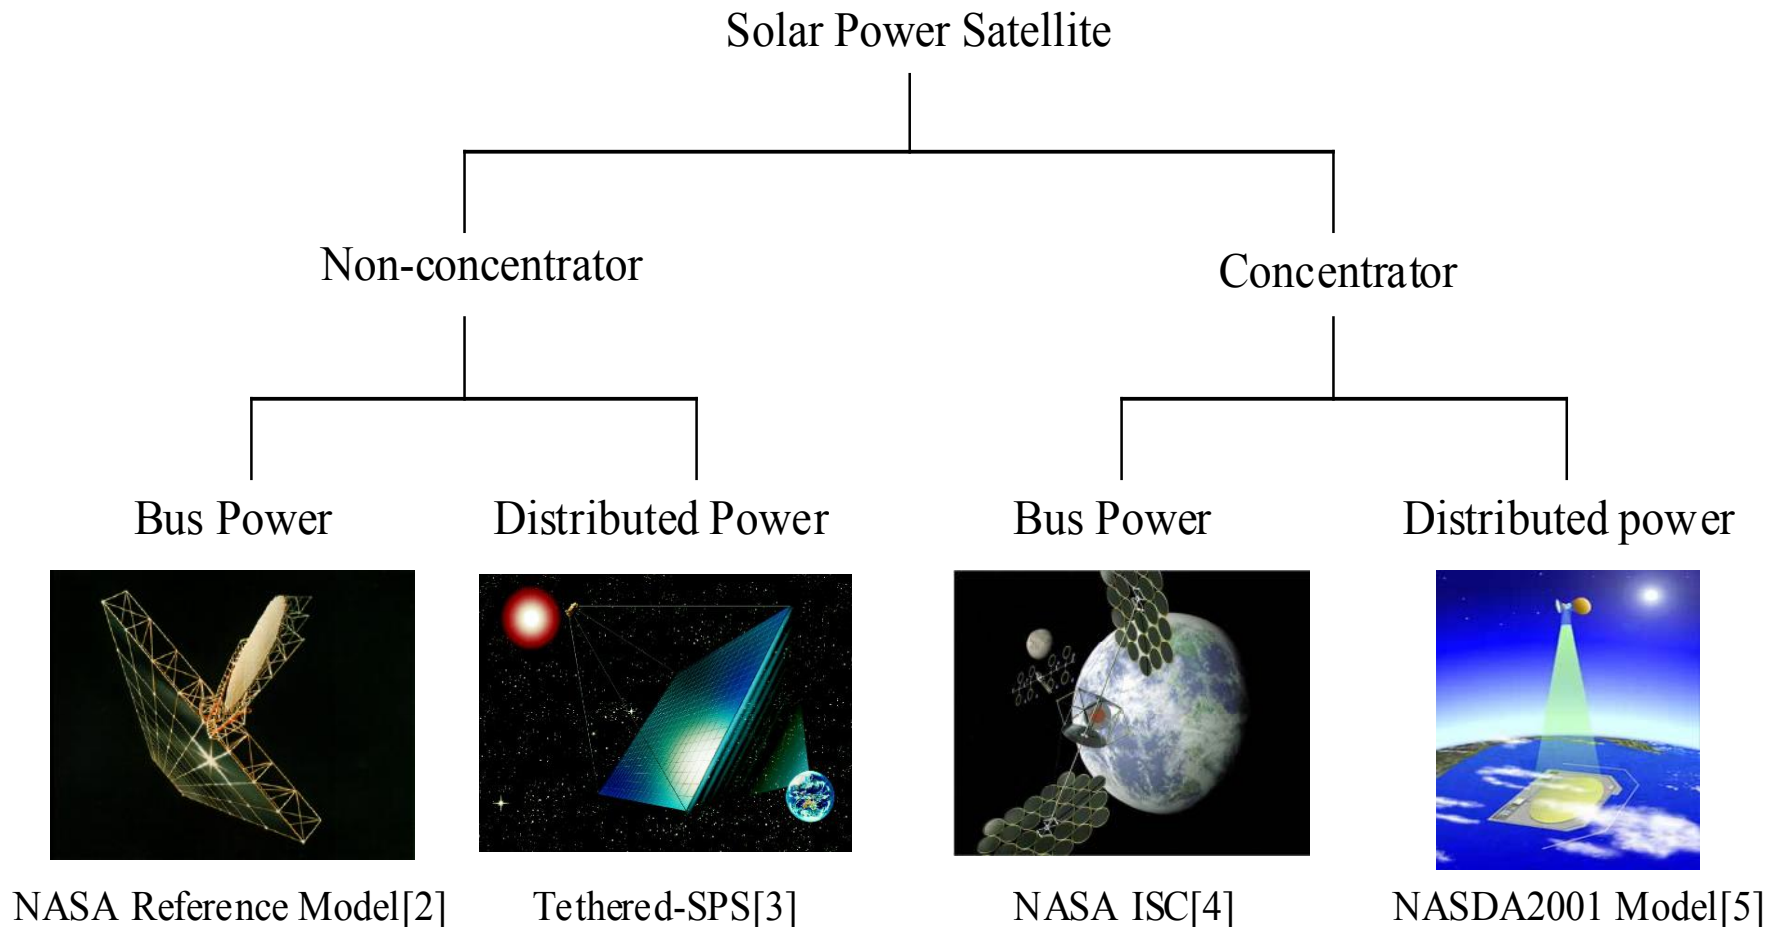 Solar Power Satellite
Non-concentrator
Concentrator
Bus Power
Distributed Power
Bus Power
Distributed power
NASA Reference Model[2]
Tethered-SPS[3]
NASA ISC[4]
NASDA2001 Model[5]